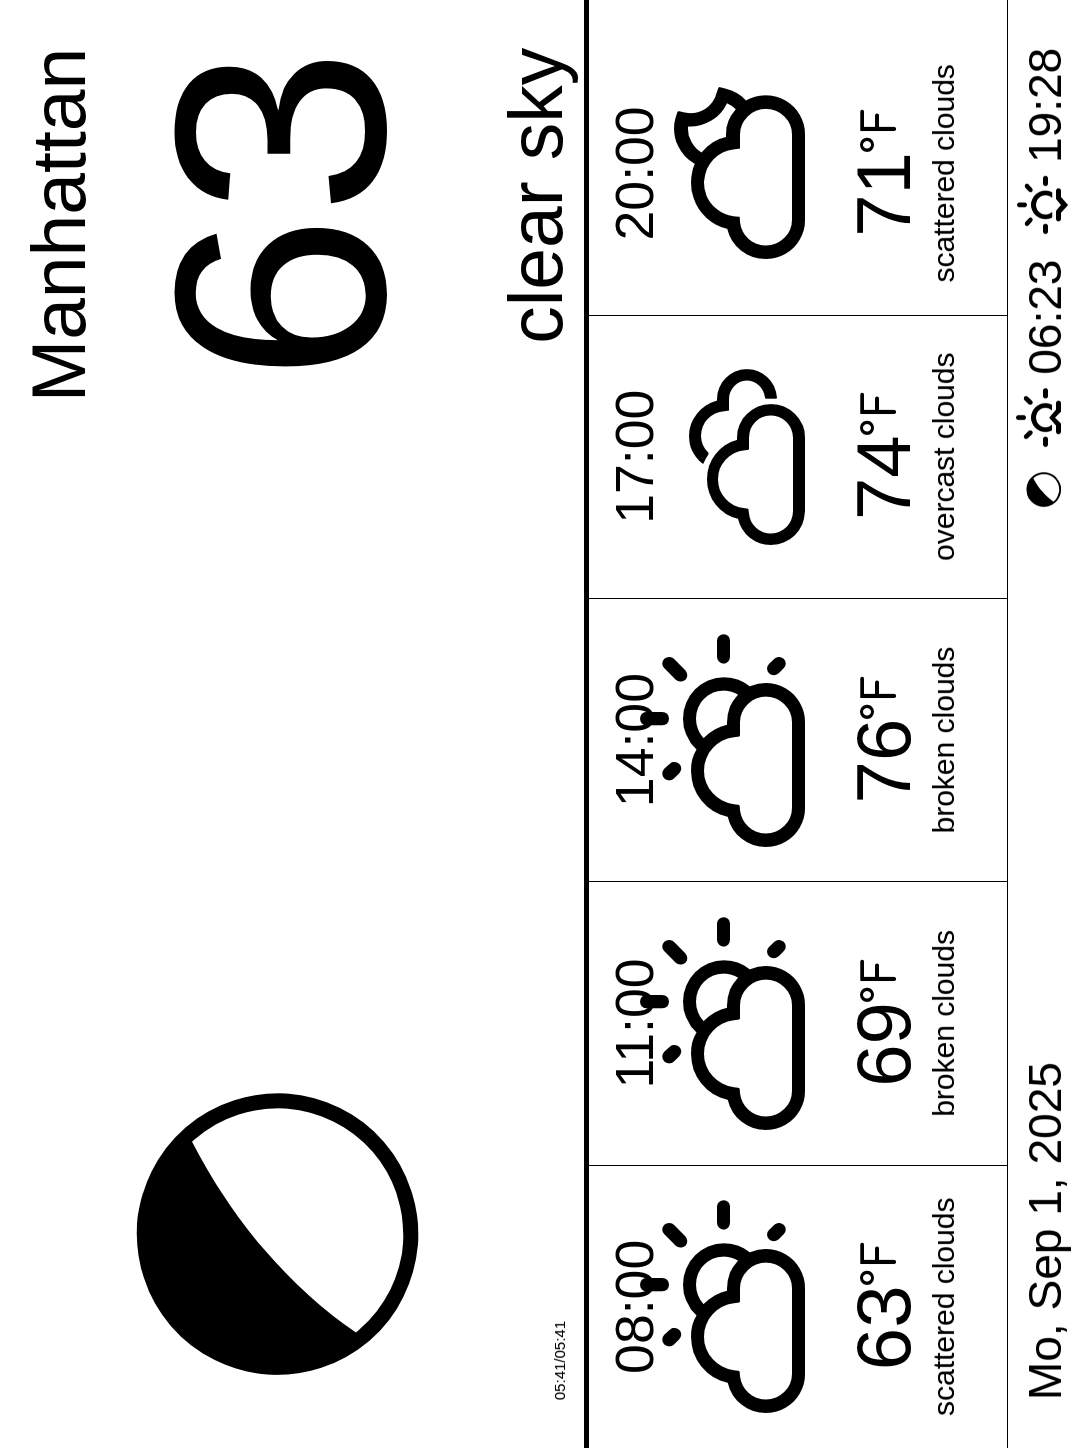 Manhattan
63
clear sky
05:41/05:41
08:00
63°F
scattered clouds
11:00
69°F
broken clouds
14:00
76°F
broken clouds
17:00
74°F
overcast clouds
20:00
71°F
scattered clouds
Mo, Sep 1, 2025 06:23 19:28